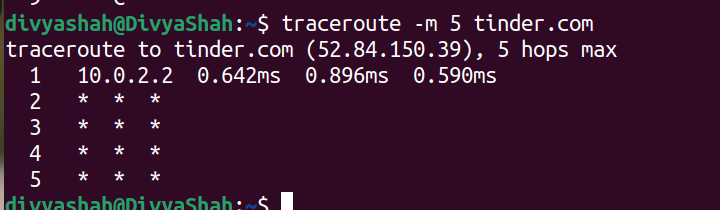 divyashah@DivyaShah:~$ traceroute -m 5 tinder.com
traceroute to tinder.com (52.84.150.39), 5 hops max
1 10.0.2.2 0.642ms 0.896ms 0.590ms
2 * * *
3 * * *
4 * * *
5 * * *
divyashah@DivyaShah:~$